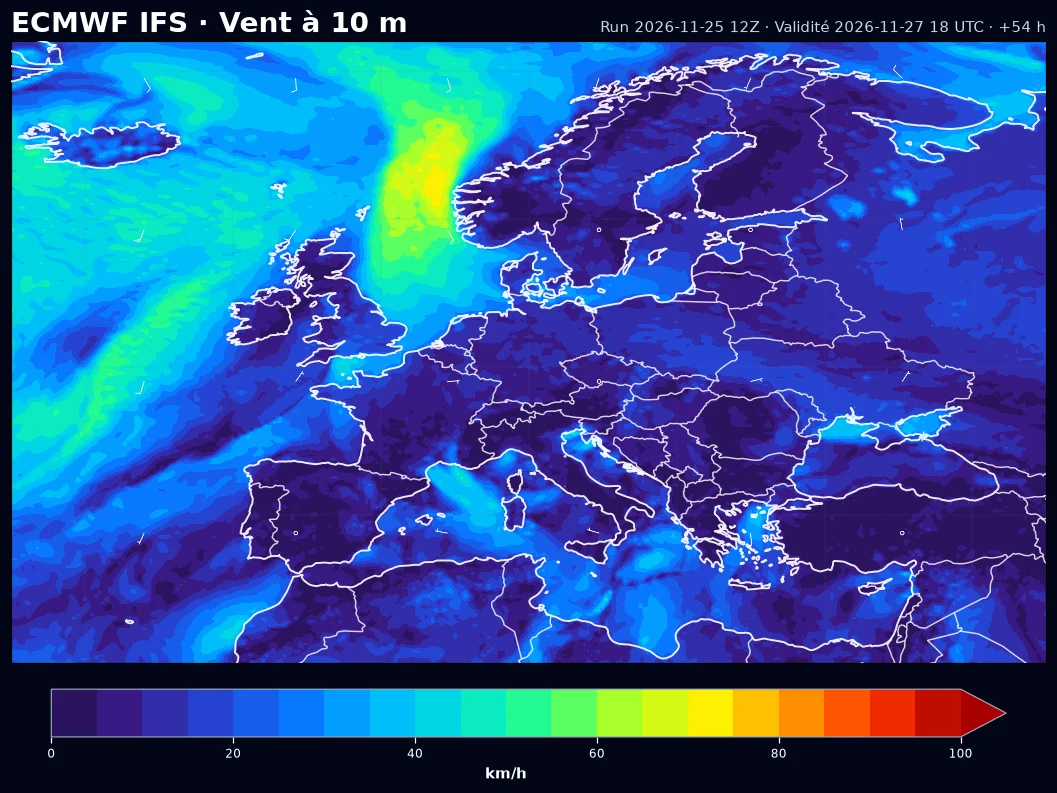 ECMWF IFS · Vent à 10 m
Run 2026-11-25 12Z · Validité 2026-11-27 18 UTC · +54 h
0 20 40 60 80 100
km/h